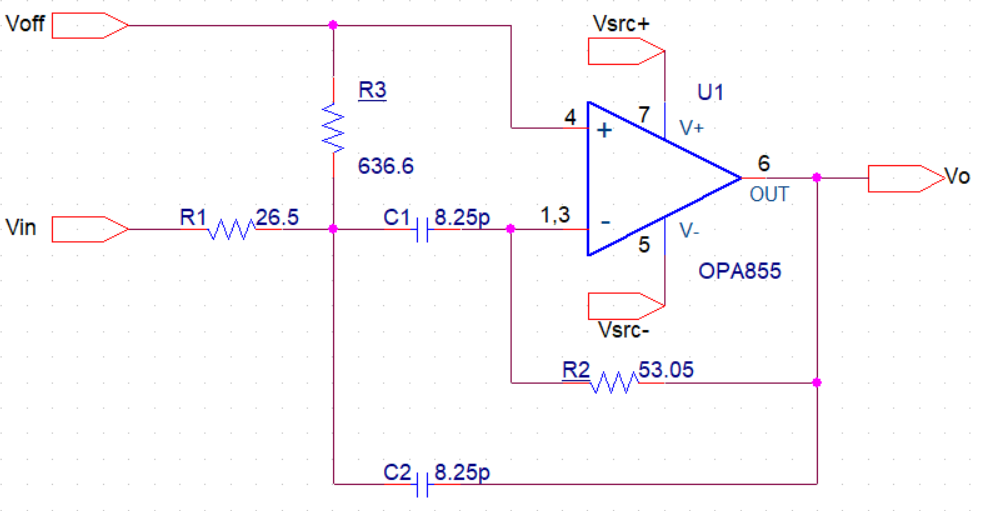 Voff
Vsrc+
R3
U1
4
+
7
V+
636.6
6
Vo
OUT
Vin
R1
26.5
C1
8.25p
1,3
-
V-
5
OPA855
Vsrc-
R2
53.05
C2
8.25p